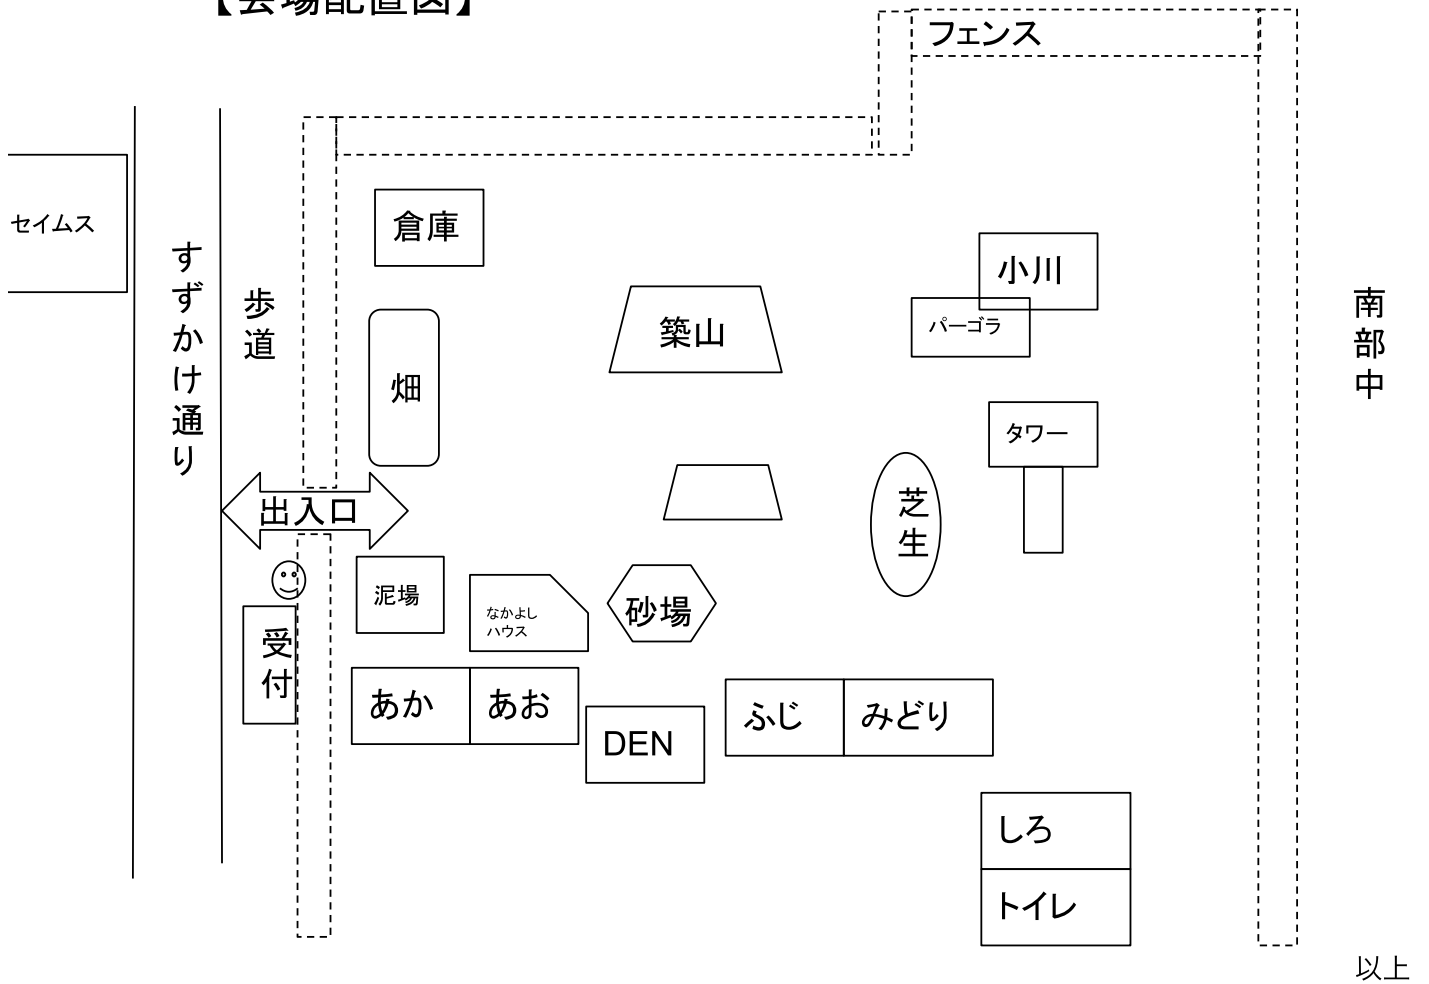 【会場配置図】
フェンス
セイムス
すずかけ通り
歩道
倉庫
畑
築山
小川
パーゴラ
南部中
タワー
芝生
出入口
泥場
なかよし
ハウス
砂場
受付
あか
あお
DEN
ふじ
みどり
しろ
トイレ
以上